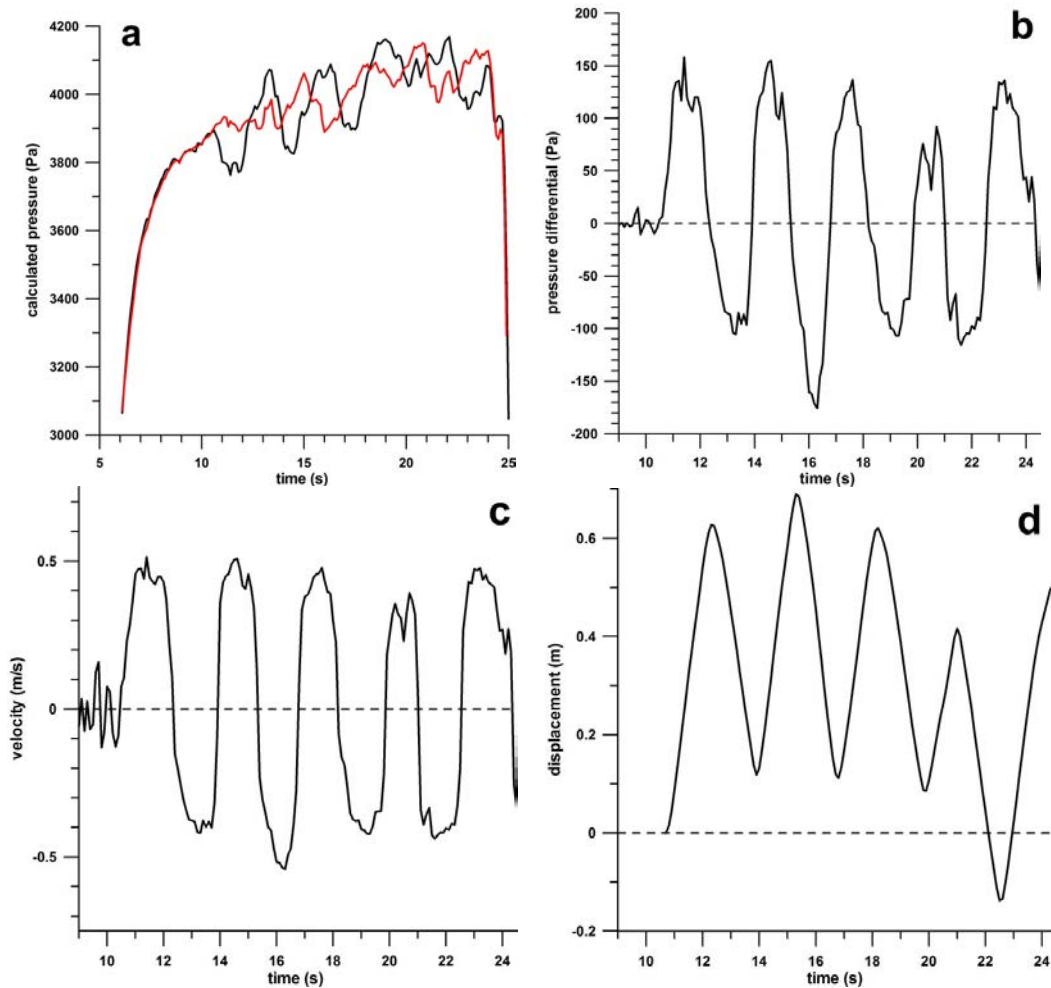 a
4200
4000
3800
3600
3400
3200
3000
calculated pressure (Pa)
5 10 15 20 25
time (s)
b
200
150
100
50
0
-50
-100
-150
-200
pressure differential (Pa)
10 12 14 16 18 20 22 24
time (s)
c
0.5
0
-0.5
velocity (m/s)
10 12 14 16 18 20 22 24
time (s)
d
0.6
0.4
0.2
0
-0.2
displacement (m)
10 12 14 16 18 20 22 24
time (s)